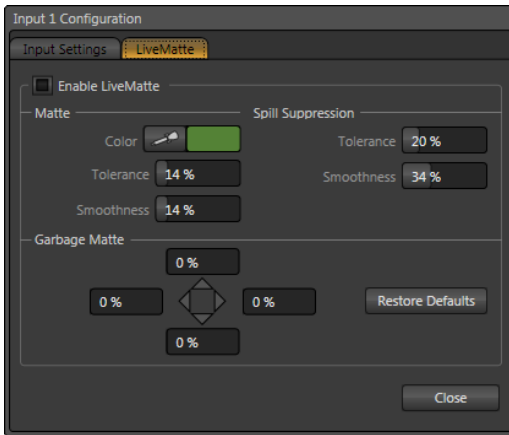 Input 1 Configuration
Input Settings LiveMatte
Enable LiveMatte
Matte Spill Suppression
Color Tolerance 20 %
Tolerance 14 % Smoothness 34 %
Smoothness 14 %
Garbage Matte
0 %
0 % 0 % Restore Defaults
0 %
Close